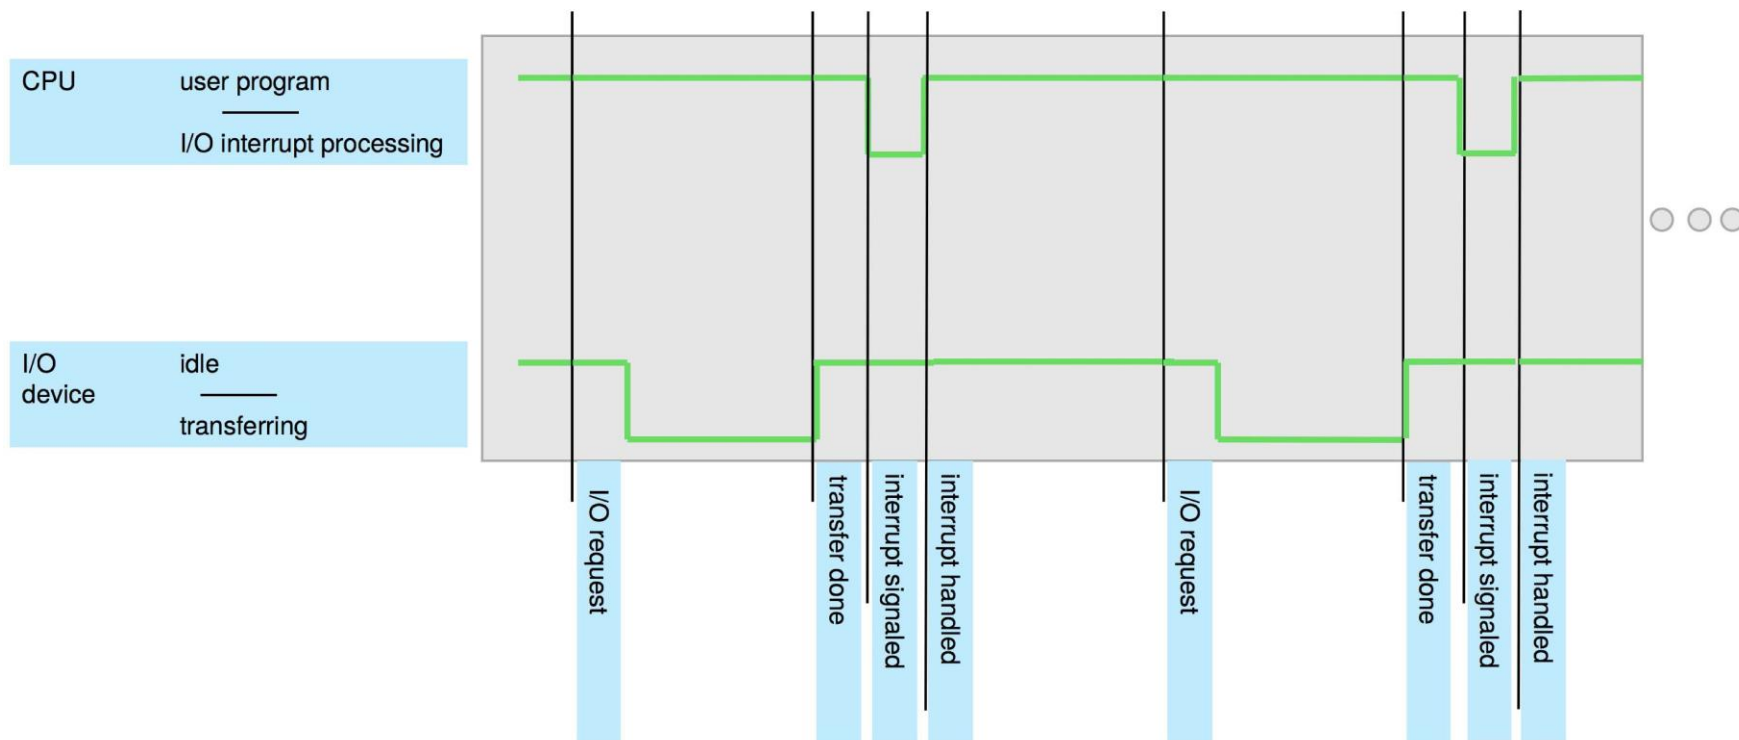 CPU
user program
I/O interrupt processing
I/O
device
idle
transferring
I/O request
transfer done
interrupt signaled
interrupt handled
I/O request
transfer done
interrupt signaled
interrupt handled